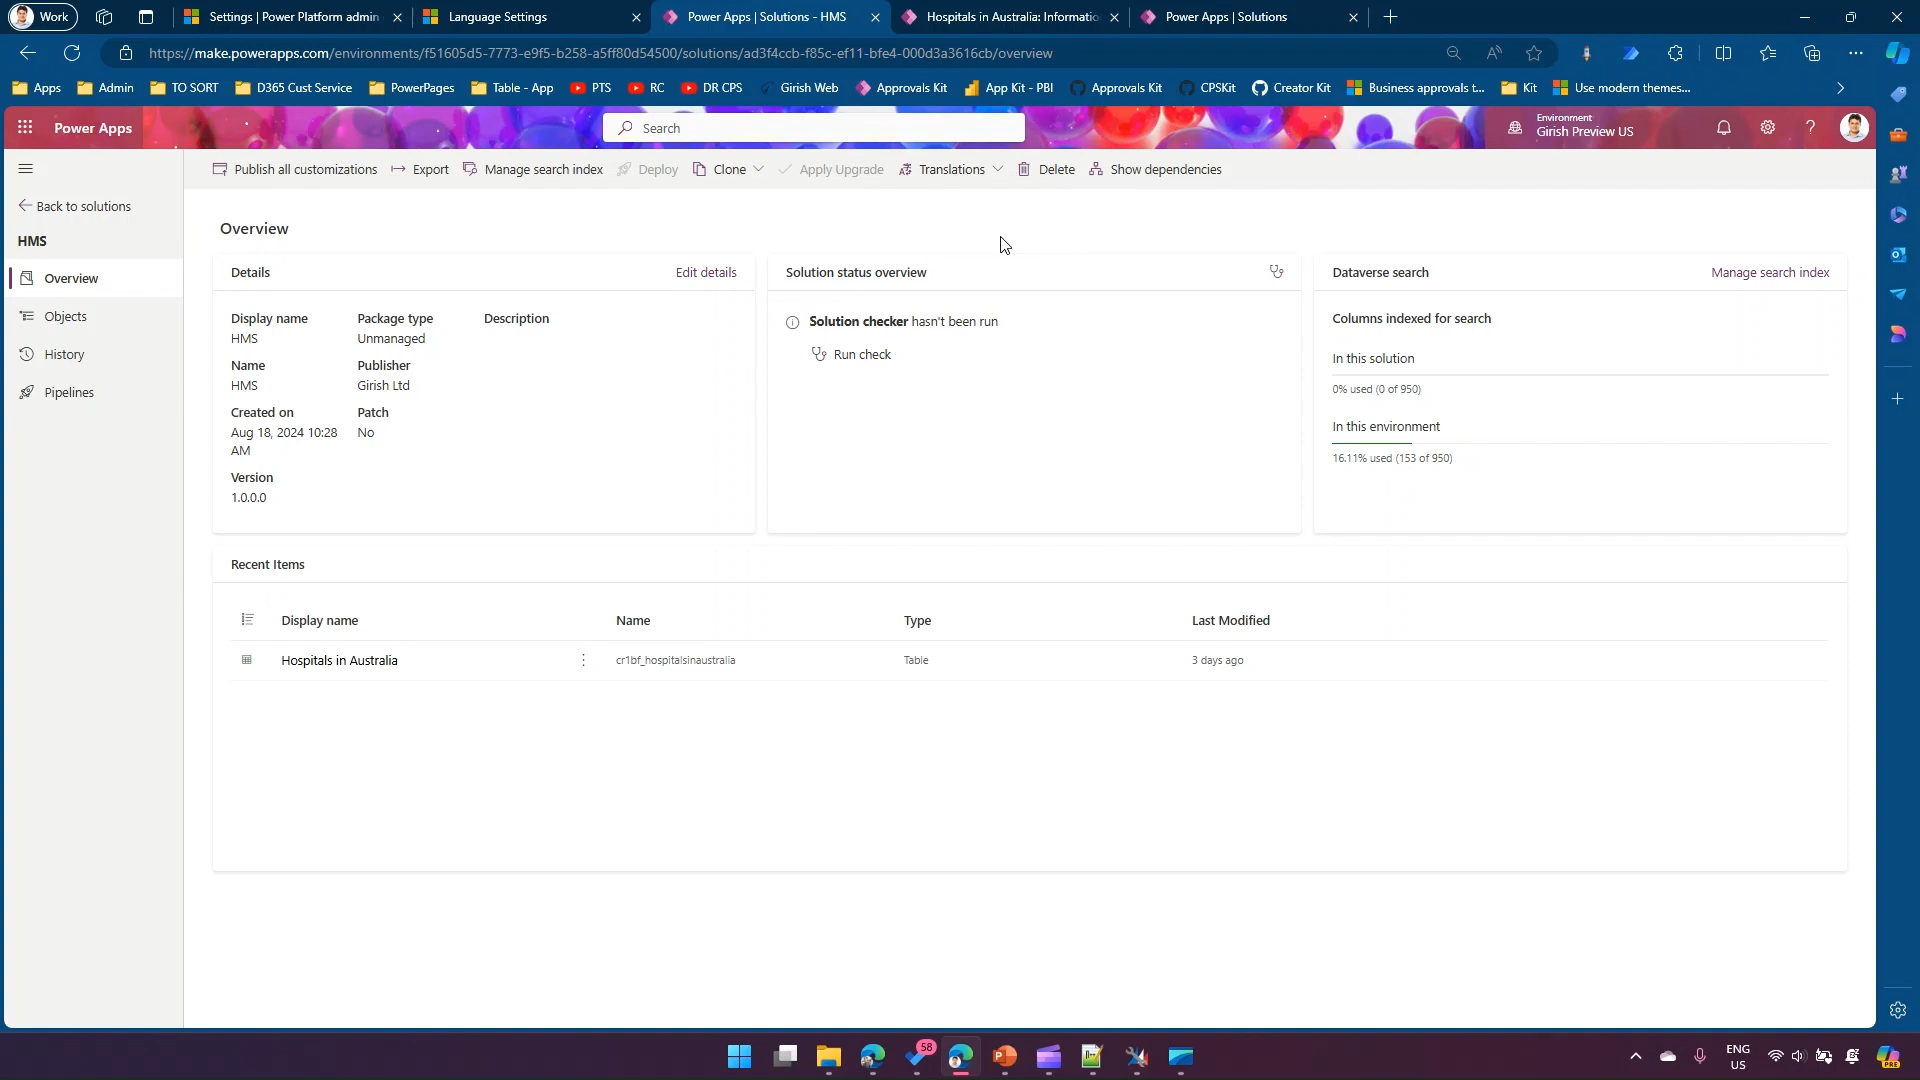 Work
Settings | Power Platform admin
Language Settings
Power Apps | Solutions - HMS
Hospitals in Australia: Informatio
Power Apps | Solutions
https://make.powerapps.com/environments/f51605d5-7773-e9f5-b258-a5ff80d54500/solutions/ad3f4ccb-f85c-ef11-bfe4-000d3a3616cb/overview
Apps
Admin
TO SORT
D365 Cust Service
PowerPages
Table - App
PTS
RC
DR CPS
Girish Web
Approvals Kit
App Kit - PBI
Approvals Kit
CPSKit
Creator Kit
Business approvals t...
Kit
Use modern themes...
Power Apps
Search
Environment
Girish Preview US
Publish all customizations
Export
Manage search index
Deploy
Clone
Apply Upgrade
Translations
Delete
Show dependencies
Back to solutions
HMS
Overview
Objects
History
Pipelines
Overview
Details
Edit details
Display name
HMS
Package type
Unmanaged
Description
Name
HMS
Publisher
Girish Ltd
Created on
Aug 18, 2024 10:28
AM
Patch
No
Version
1.0.0.0
Solution status overview
Solution checker hasn't been run
Run check
Dataverse search
Manage search index
Columns indexed for search
In this solution
0% used (0 of 950)
In this environment
16.11% used (153 of 950)
Recent Items
Display name
Name
Type
Last Modified
Hospitals in Australia
cr1bf_hospitalsinaustralia
Table
3 days ago
58
ENG
US
PRE